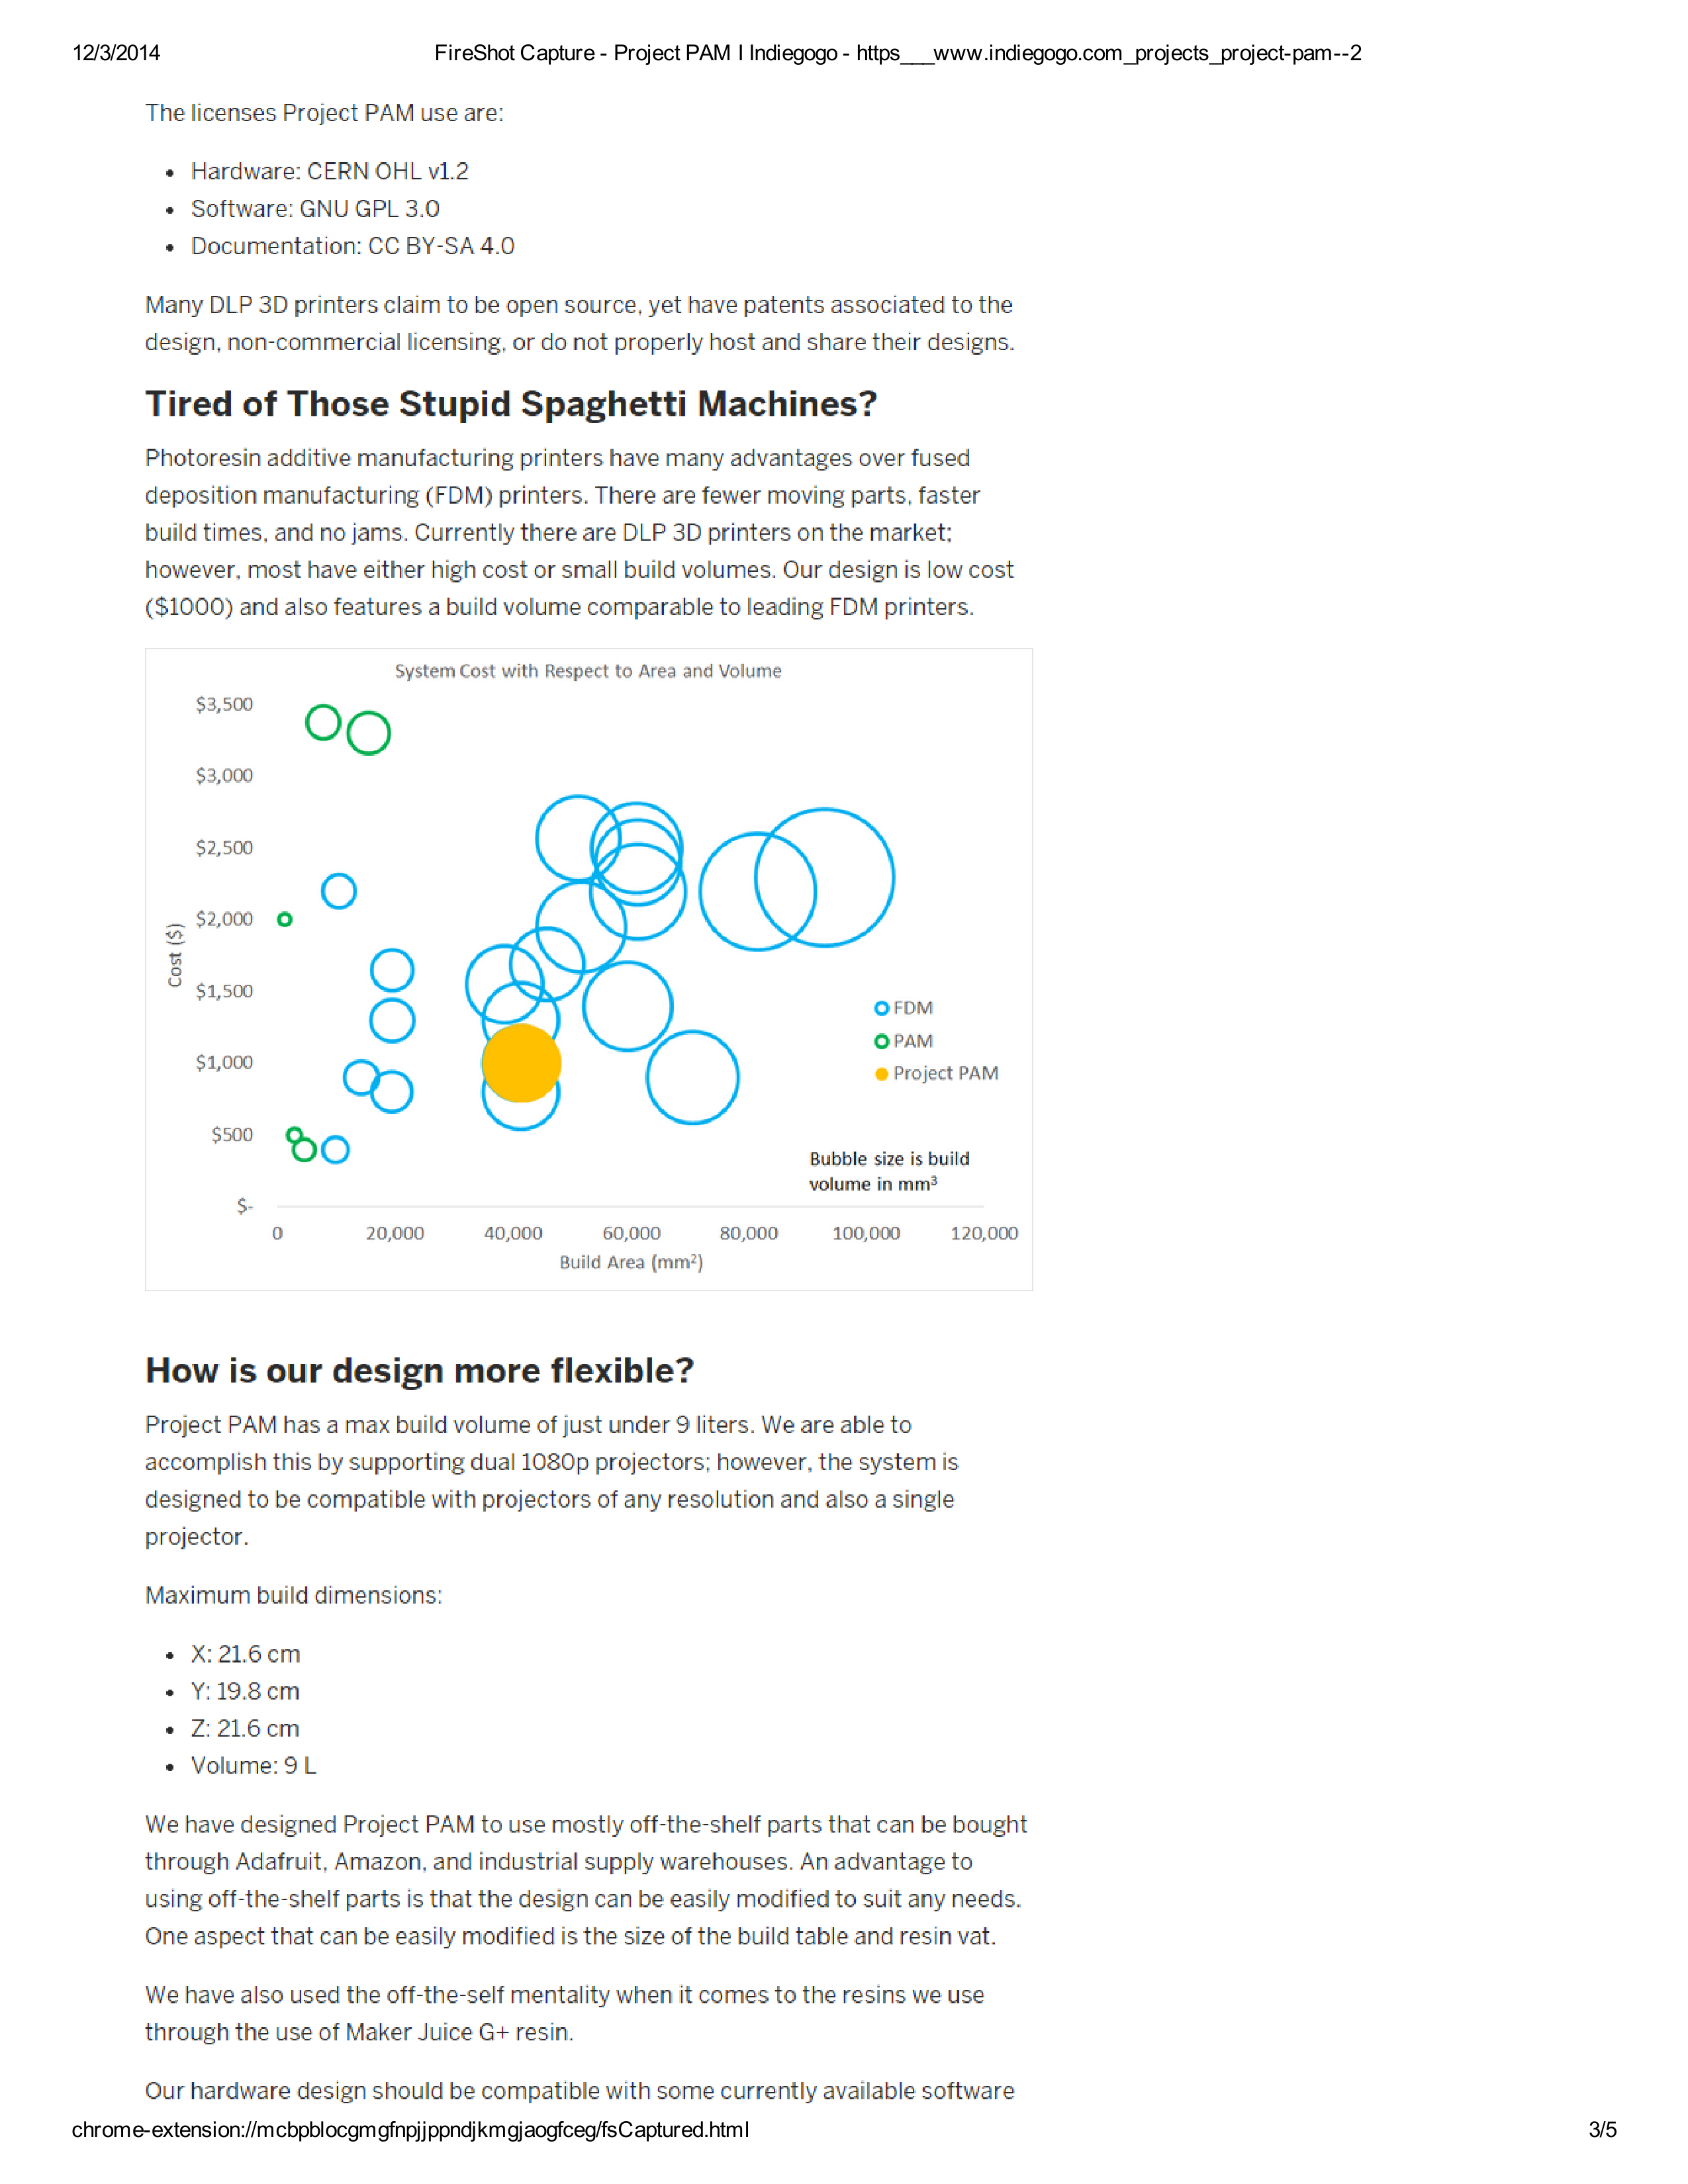 12/3/2014 FireShot Capture - Project PAM I Indiegogo - https___www.indiegogo.com_projects_project-pam--2
The licenses Project PAM use are:
• Hardware: CERN OHL v1.2
• Software: GNU GPL 3.0
• Documentation: CC BY-SA 4.0
Many DLP 3D printers claim to be open source, yet have patents associated to the
design, non-commercial licensing, or do not properly host and share their designs.
Tired of Those Stupid Spaghetti Machines?
Photoresin additive manufacturing printers have many advantages over fused
deposition manufacturing (FDM) printers. There are fewer moving parts, faster
build times, and no jams. Currently there are DLP 3D printers on the market;
however, most have either high cost or small build volumes. Our design is low cost
($1000) and also features a build volume comparable to leading FDM printers.
System Cost with Respect to Area and Volume
$3,500
$3,000
$2,500
$2,000
$1,500
$1,000
$500
$-
Cost ($)
FDM
PAM
Project PAM
Bubble size is build
volume in mm³
0 20,000 40,000 60,000 80,000 100,000 120,000
Build Area (mm²)
How is our design more flexible?
Project PAM has a max build volume of just under 9 liters. We are able to
accomplish this by supporting dual 1080p projectors; however, the system is
designed to be compatible with projectors of any resolution and also a single
projector.
Maximum build dimensions:
• X: 21.6 cm
• Y: 19.8 cm
• Z: 21.6 cm
• Volume: 9 L
We have designed Project PAM to use mostly off-the-shelf parts that can be bought
through Adafruit, Amazon, and industrial supply warehouses. An advantage to
using off-the-shelf parts is that the design can be easily modified to suit any needs.
One aspect that can be easily modified is the size of the build table and resin vat.
We have also used the off-the-self mentality when it comes to the resins we use
through the use of Maker Juice G+ resin.
Our hardware design should be compatible with some currently available software
chrome-extension://mcbpblocgmgfnpjjppndjkmgjaogfceg/fsCaptured.html 3/5